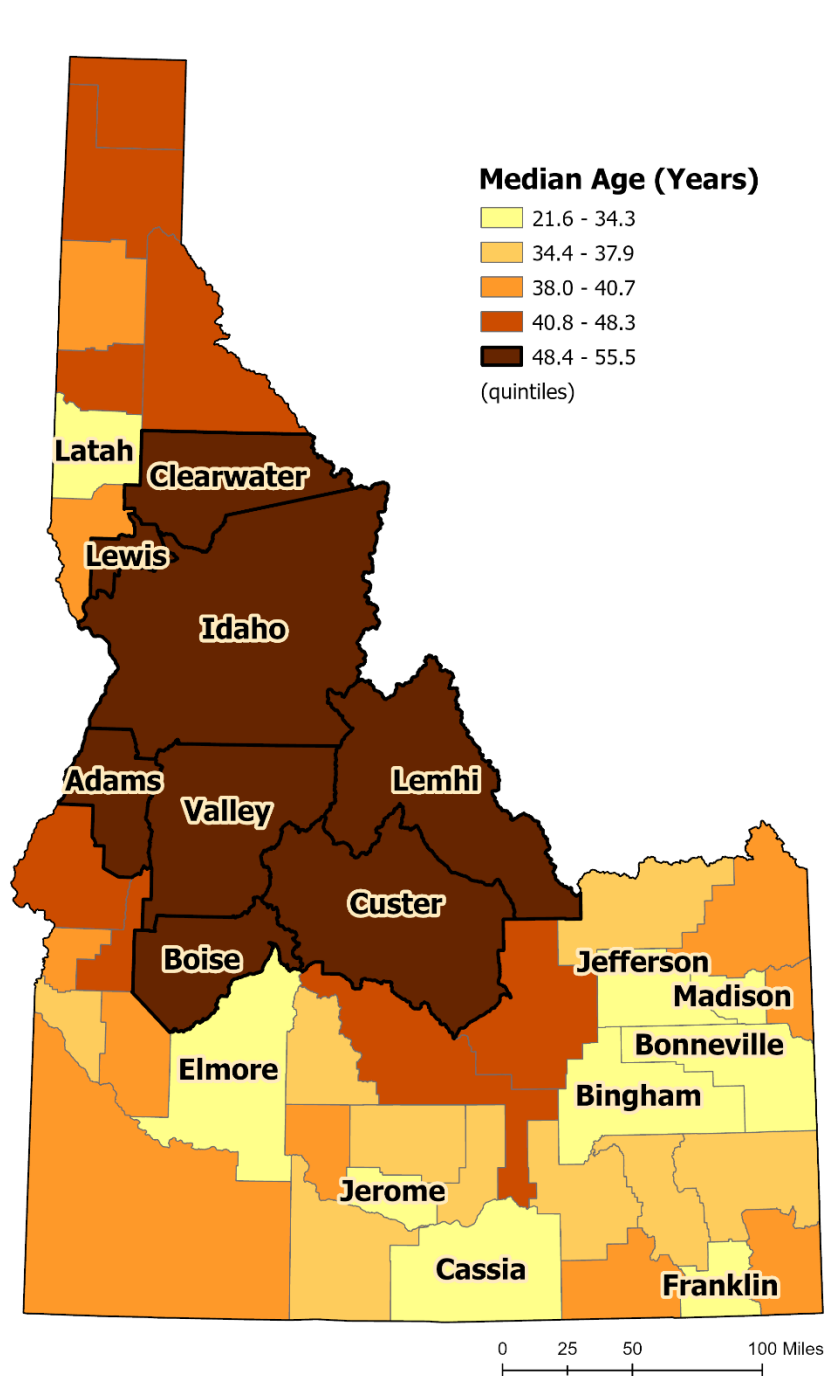 Median Age (Years)
21.6 - 34.3
34.4 - 37.9
38.0 - 40.7
40.8 - 48.3
48.4 - 55.5
(quintiles)
Latah
Clearwater
Lewis
Idaho
Adams
Valley
Lemhi
Custer
Boise
Jefferson
Madison
Bonneville
Elmore
Bingham
Jerome
Cassia
Franklin
0 25 50 100 Miles